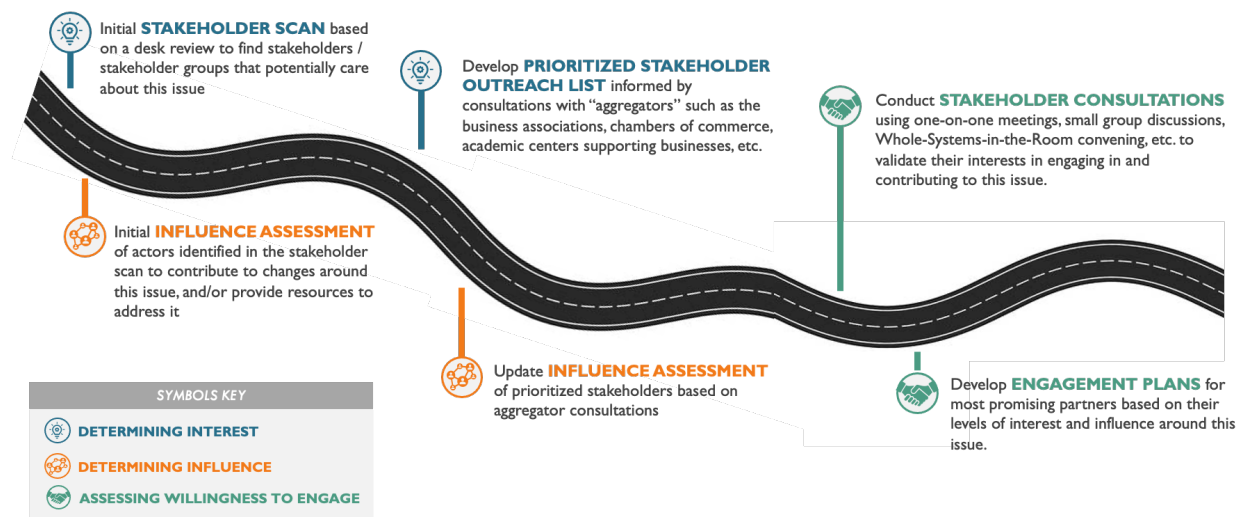 Initial STAKEHOLDER SCAN based
on a desk review to find stakeholders /
stakeholder groups that potentially care
about this issue
Initial INFLUENCE ASSESSMENT
of actors identified in the stakeholder
scan to contribute to changes around
this issue, and/or provide resources to
address it
Develop PRIORITIZED STAKEHOLDER
OUTREACH LIST informed by
consultations with “aggregators” such as the
business associations, chambers of commerce,
academic centers supporting businesses, etc.
Update INFLUENCE ASSESSMENT
of prioritized stakeholders based on
aggregator consultations
Conduct STAKEHOLDER CONSULTATIONS
using one-on-one meetings, small group discussions,
Whole-Systems-in-the-Room convening, etc. to
validate their interests in engaging in and
contributing to this issue.
Develop ENGAGEMENT PLANS for
most promising partners based on their
levels of interest and influence around this
issue.
SYMBOLS KEY
DETERMINING INTEREST
DETERMINING INFLUENCE
ASSESSING WILLINGNESS TO ENGAGE